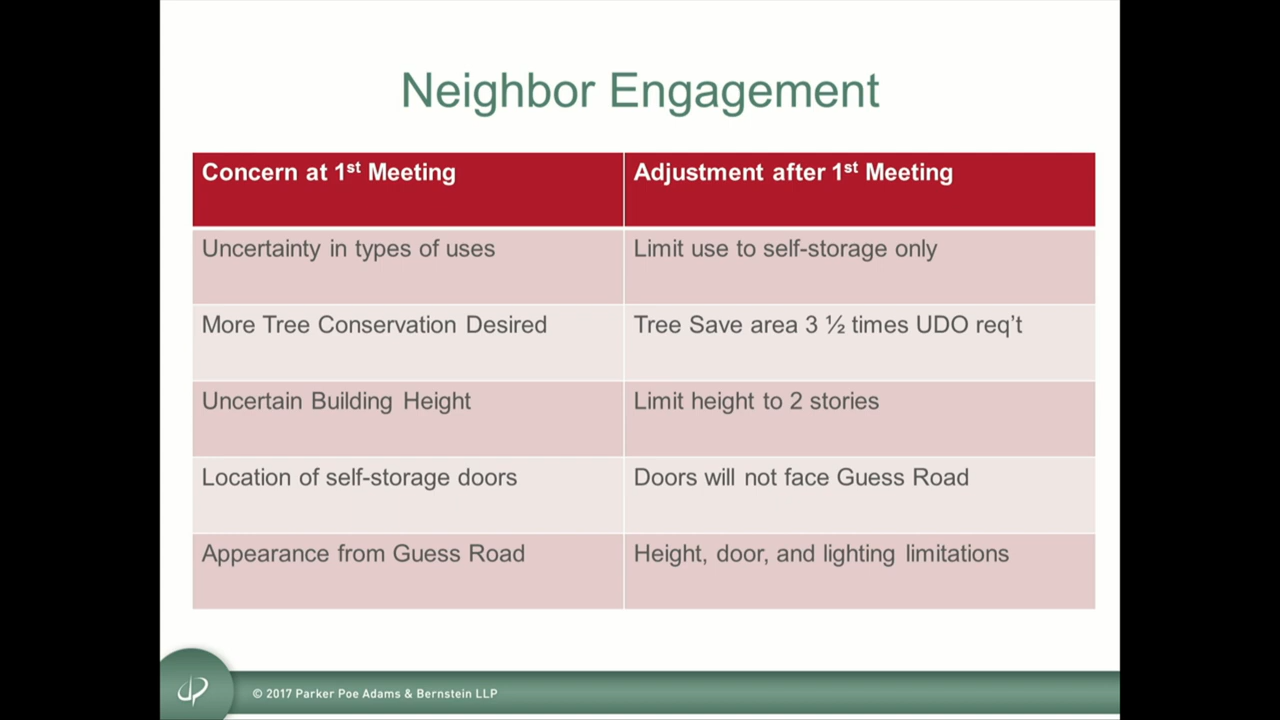 Neighbor Engagement
Concern at 1st Meeting
Adjustment after 1st Meeting
Uncertainty in types of uses
Limit use to self-storage only
More Tree Conservation Desired
Tree Save area 3 ½ times UDO req’t
Uncertain Building Height
Limit height to 2 stories
Location of self-storage doors
Doors will not face Guess Road
Appearance from Guess Road
Height, door, and lighting limitations
© 2017 Parker Poe Adams & Bernstein LLP